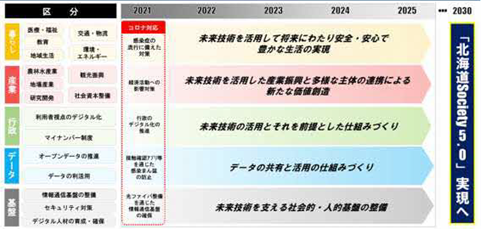 区 分
2021
2022
2023
2024
2025
2030
コロナ対応
暮らし
医療・福祉
交通・物流
教育
環境・
エネルギー
地域生活
感染症の
流行に備えた
対策
未来技術を活用して将来にわたり安全・安心で
豊かな生活の実現
産業
農林水産業
観光振興
地場産業
研究開発
社会資本整備
経済活動への
影響対策
未来技術を活用した産業振興と多様な主体の連携による
新たな価値創造
行政
利用者視点のデジタル化
マイナンバー制度
行政の
デジタル化の
推進
未来技術の活用とそれを前提とした仕組みづくり
データ
オープンデータの推進
データの利活用
接触確認アプリ等
を通じた
感染まん延
の防止
データの共有と活用の仕組みづくり
基盤
情報通信基盤の整備
セキュリティ対策
デジタル人材の育成・確保
光ファイバ整備
を通じた
情報通信基盤
の確保
未来技術を支える社会的・人的基盤の整備
「北海道Society5.0」実現へ